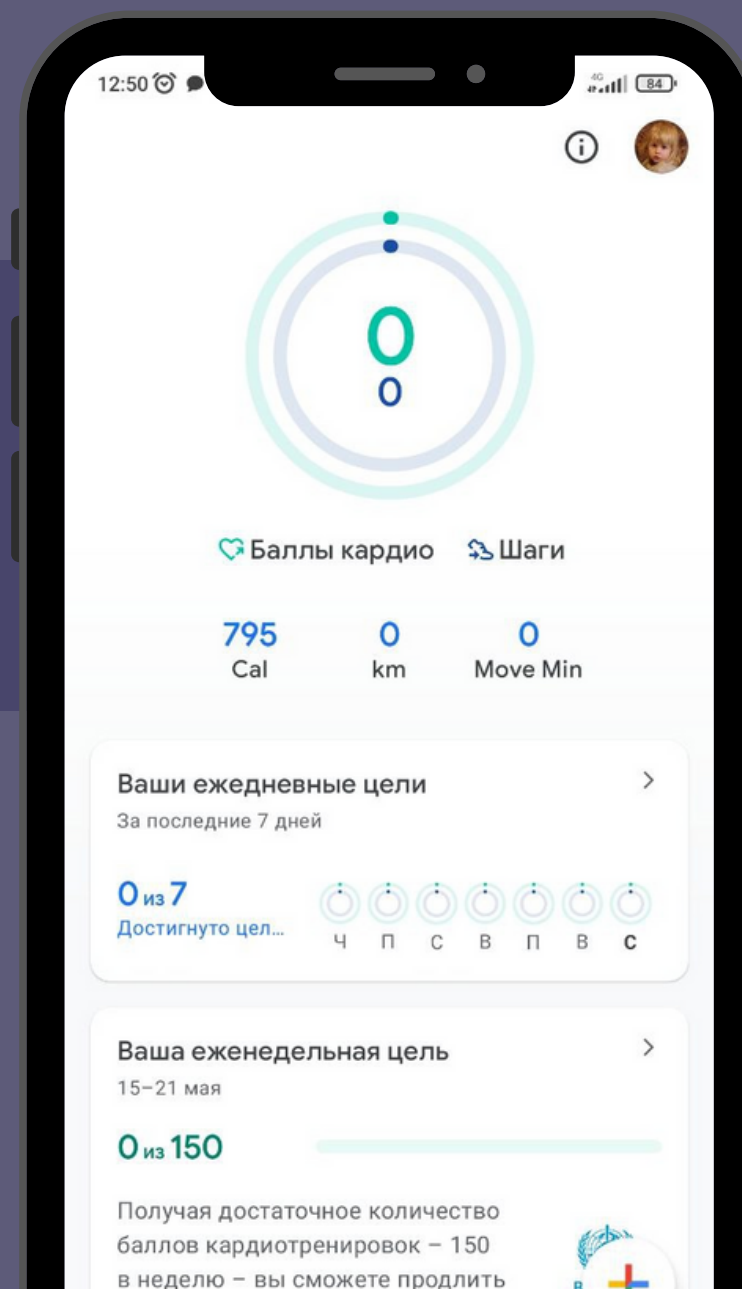 12:50
4G
84
0
0
Баллы кардио Шаги
795 0 0
Cal km Move Min
Ваши ежедневные цели
За последние 7 дней
0 из 7
Достигнуто цел...
Ч П С В П В С
Ваша еженедельная цель
15–21 мая
0 из 150
Получая достаточное количество
баллов кардиотренировок – 150
в неделю – вы сможете продлить
В